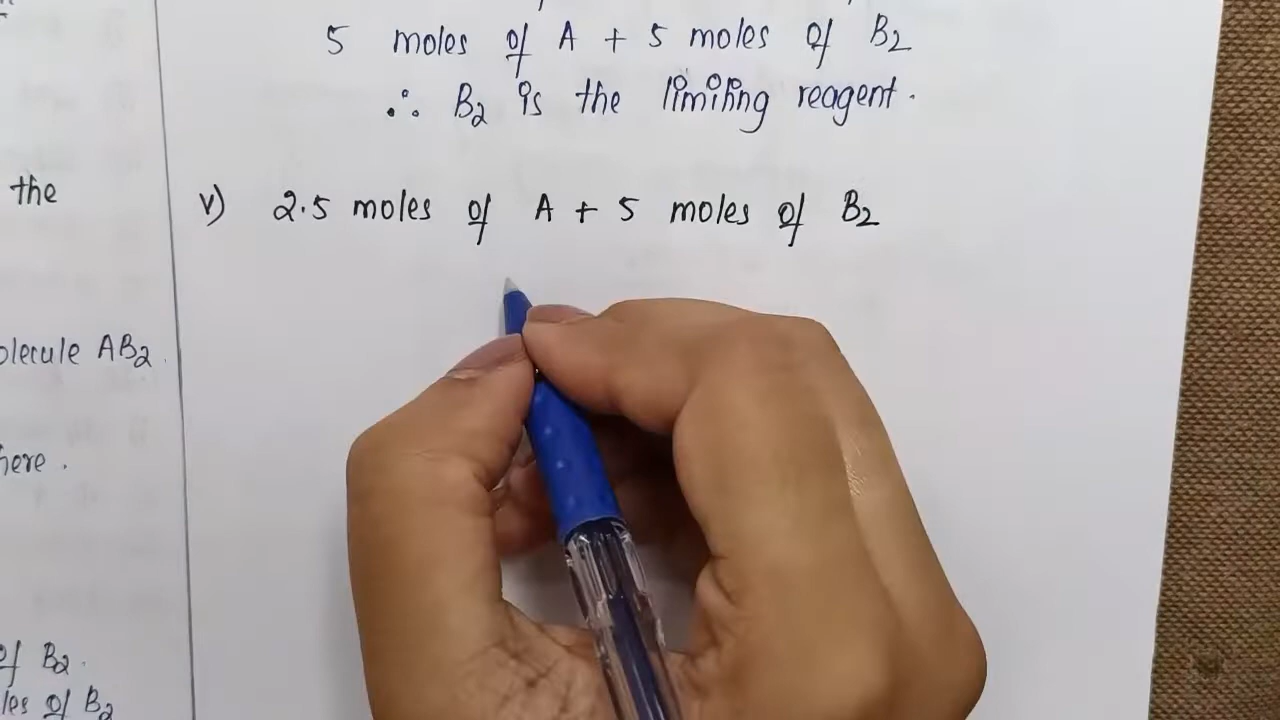 the
olecule AB₂.
here.
of B₂.
les of B₂
5 moles of A + 5 moles of B₂
∴ B₂ is the limiting reagent.
v) 2.5 moles of A + 5 moles of B₂